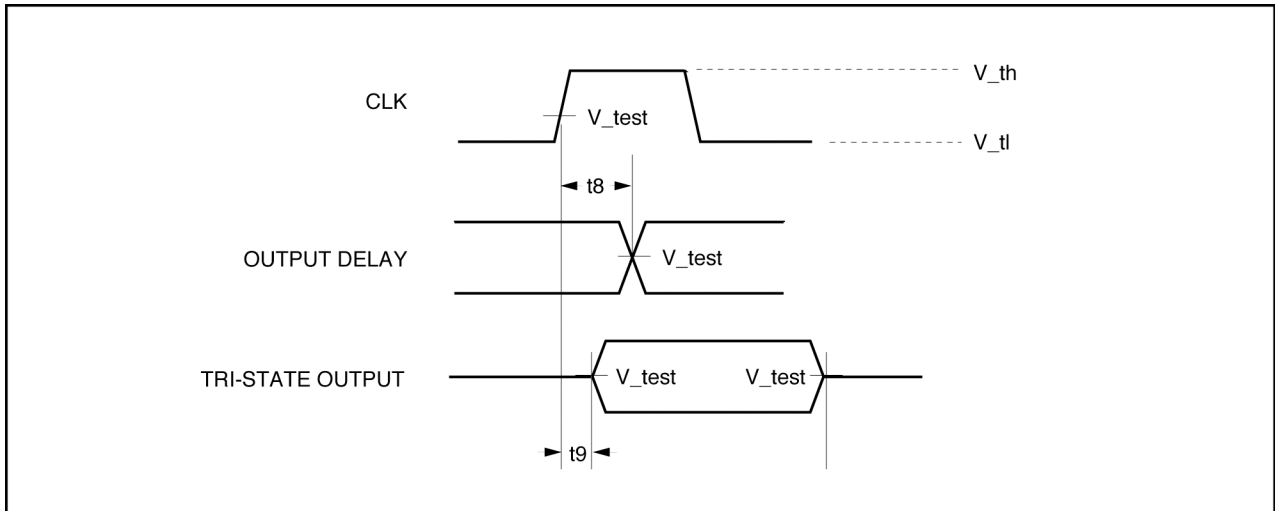 V_th
CLK
V_test
V_tl
t8
OUTPUT DELAY
V_test
TRI-STATE OUTPUT
V_test
V_test
t9